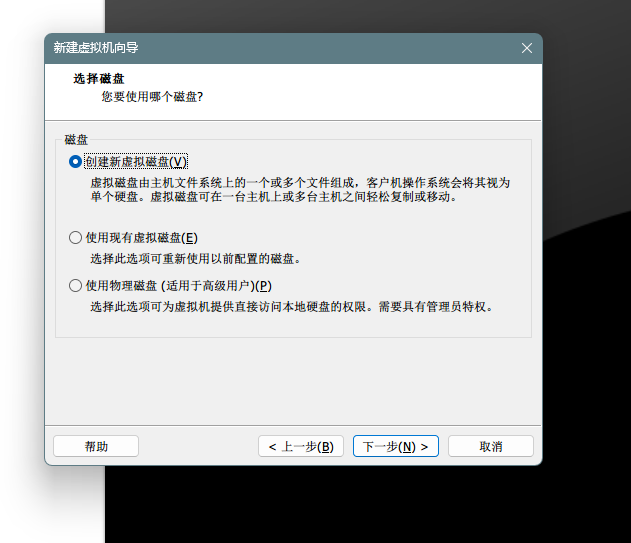 新建虚拟机向导
选择磁盘
您要使用哪个磁盘?
磁盘
创建新虚拟磁盘(V)
虚拟磁盘由主机文件系统上的一个或多个文件组成，客户机操作系统会将其视为
单个硬盘。虚拟磁盘可在一台主机上或多台主机之间轻松复制或移动。
使用现有虚拟磁盘(E)
选择此选项可重新使用以前配置的磁盘。
使用物理磁盘 (适用于高级用户)(P)
选择此选项可为虚拟机提供直接访问本地硬盘的权限。需要具有管理员特权。
帮助
< 上一步(B)
下一步(N) >
取消